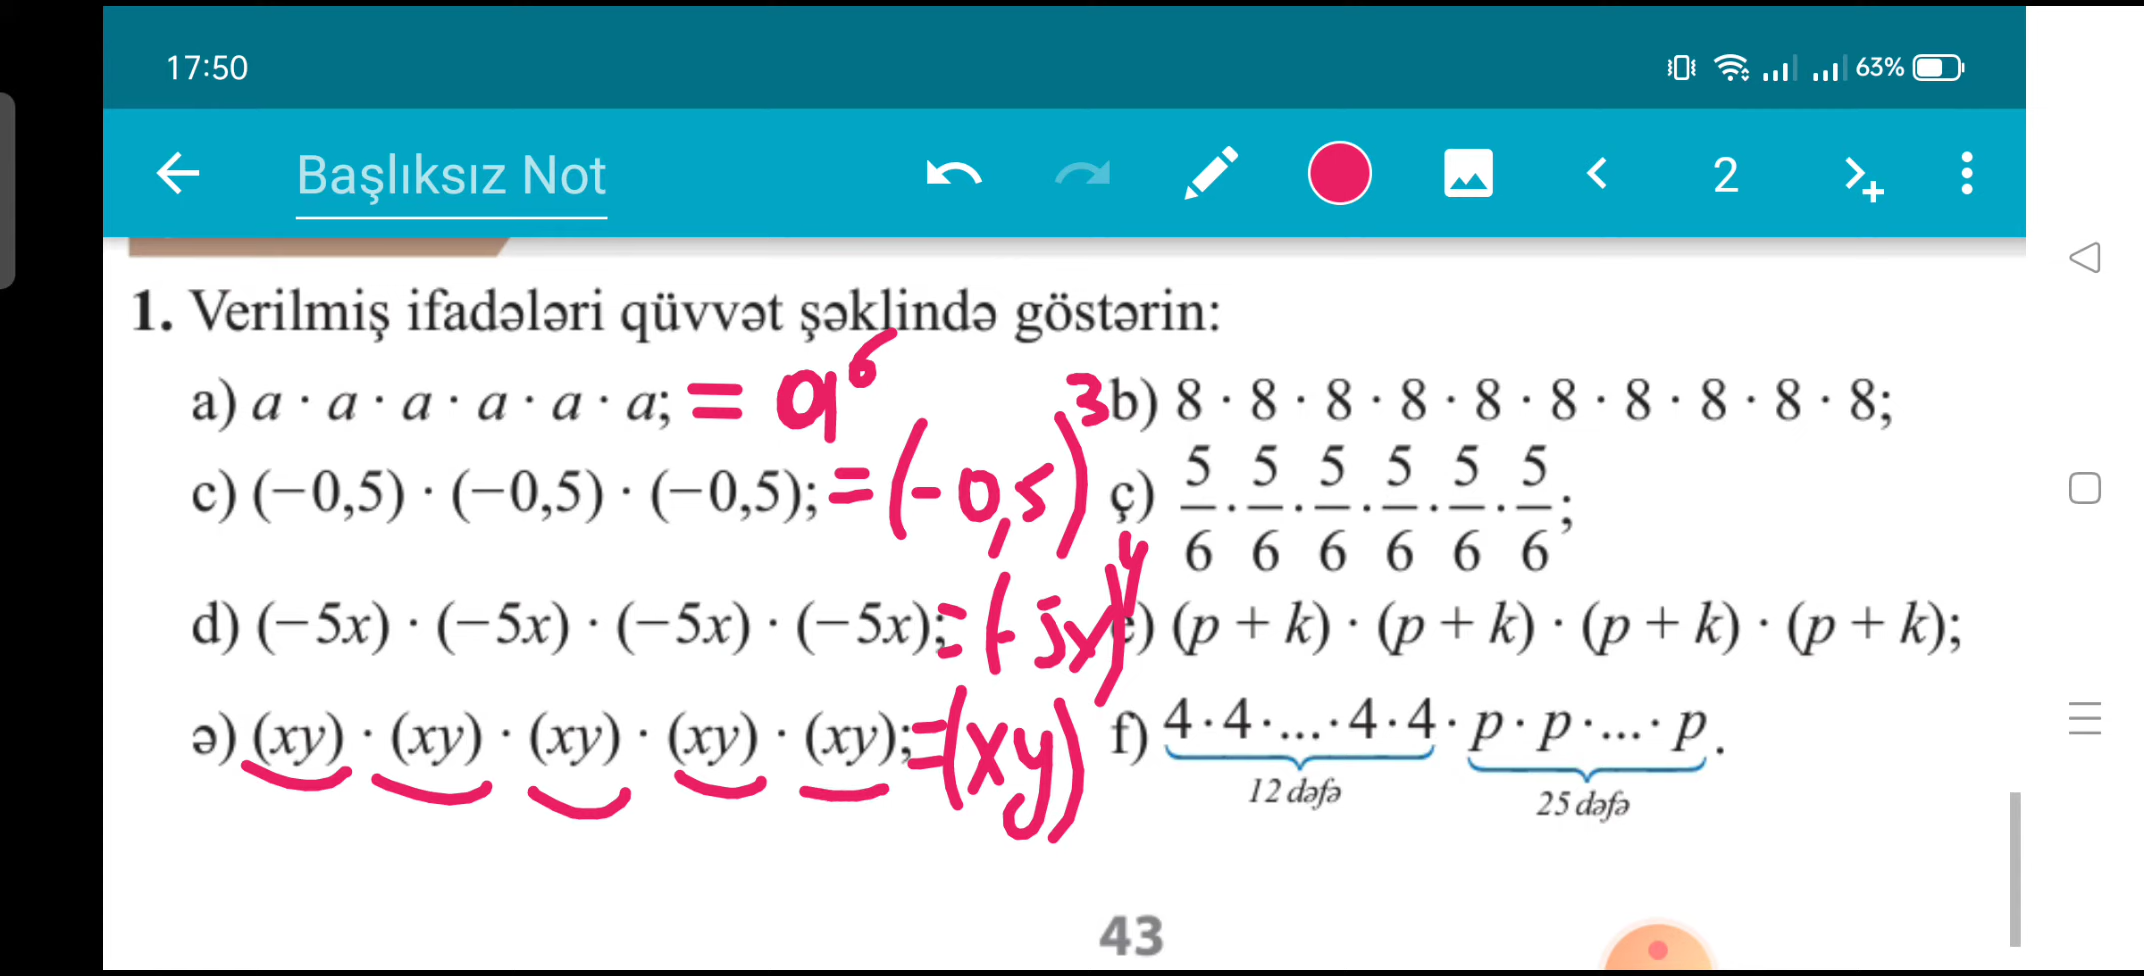 17:50 63%
Başlıksız Not 2
1. Verilmiş ifadələri qüvvət şəklində göstərin:
a) a · a · a · a · a · a; = a⁶ b) 8 · 8 · 8 · 8 · 8 · 8 · 8 · 8 · 8 · 8;
c) (−0,5) · (−0,5) · (−0,5); = (-0,5)³ ç) 5/6 · 5/6 · 5/6 · 5/6 · 5/6 · 5/6;
d) (−5x) · (−5x) · (−5x) · (−5x); = (-5x)⁴ e) (p + k) · (p + k) · (p + k) · (p + k);
ə) (xy) · (xy) · (xy) · (xy) · (xy); = (xy) f) 4 · 4 · ... · 4 · 4 · p · p · ... · p .
12 dəfə 25 dəfə
43